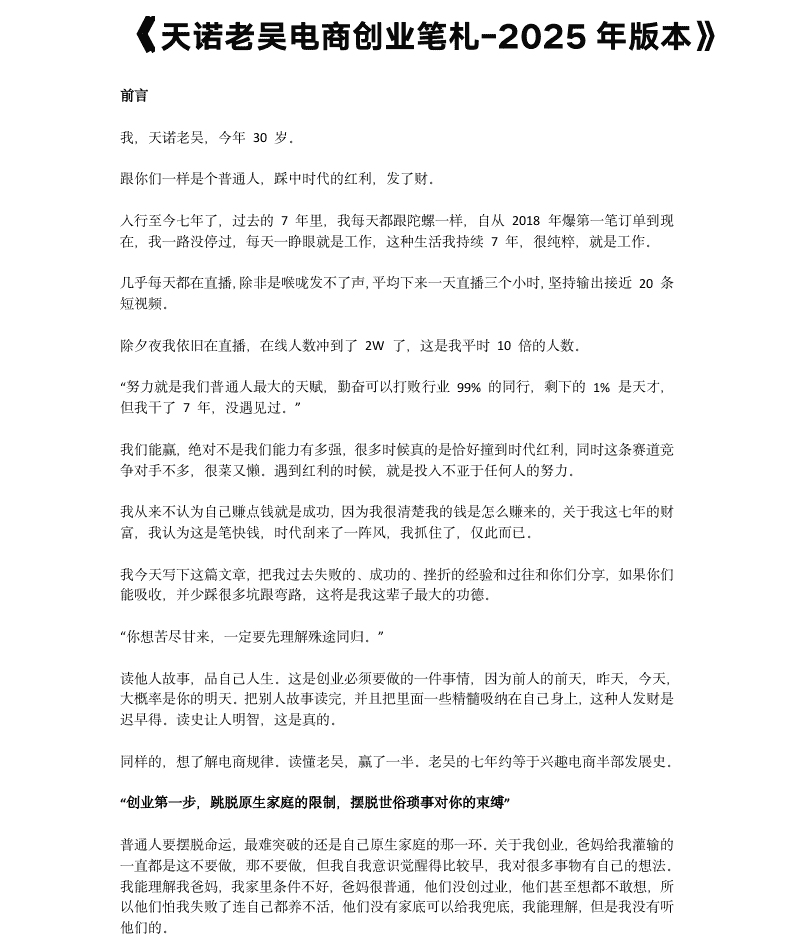 《天诺老吴电商创业笔札-2025 年版本》
前言
我，天诺老吴，今年 30 岁．
跟你们一样是个普通人，踩中时代的红利，发了财．
入行至今七年了，过去的 7 年里，我每天都跟陀螺一样，自从 2018 年爆第一笔订单到现
在，我一路没停过，每天一睁眼就是工作，这种生活我持续 7 年，很纯粹，就是工作．
几乎每天都在直播,除非是喉咙发不了声,平均下来一天直播三个小时,坚持输出接近 20 条
短视频．
除夕夜我依旧在直播，在线人数冲到了 2W 了，这是我平时 10 倍的人数．
“努力就是我们普通人最大的天赋，勤奋可以打败行业 99% 的同行，剩下的 1% 是天才，
但我干了 7 年，没遇见过．”
我们能赢，绝对不是我们能力有多强，很多时候真的是恰好撞到时代红利，同时这条赛道竞
争对手不多，很菜又懒．遇到红利的时候，就是投入不亚于任何人的努力．
我从来不认为自己赚点钱就是成功，因为我很清楚我的钱是怎么赚来的，关于我这七年的财
富，我认为这是笔快钱，时代刮来了一阵风，我抓住了，仅此而已．
我今天写下这篇文章，把我过去失败的、成功的、挫折的经验和过往和你们分享，如果你们
能吸收，并少踩很多坑跟弯路，这将是我这辈子最大的功德．
“你想苦尽甘来，一定要先理解殊途同归．”
读他人故事，品自己人生．这是创业必须要做的一件事情，因为前人的前天，昨天，今天，
大概率是你的明天．把别人故事读完，并且把里面一些精髓吸纳在自己身上，这种人发财是
迟早得．读史让人明智，这是真的．
同样的，想了解电商规律．读懂老吴，赢了一半．老吴的七年约等于兴趣电商半部发展史．
“创业第一步，跳脱原生家庭的限制，摆脱世俗琐事对你的束缚”
普通人要摆脱命运，最难突破的还是自己原生家庭的那一环．关于我创业，爸妈给我灌输的
一直都是这不要做，那不要做，但我自我意识觉醒得比较早，我对很多事物有自己的想法．
我能理解我爸妈，我家里条件不好，爸妈很普通，他们没创过业，他们甚至想都不敢想，所
以他们怕我失败了连自己都养不活，他们没有家底可以给我兜底，我能理解，但是我没有听
他们的．